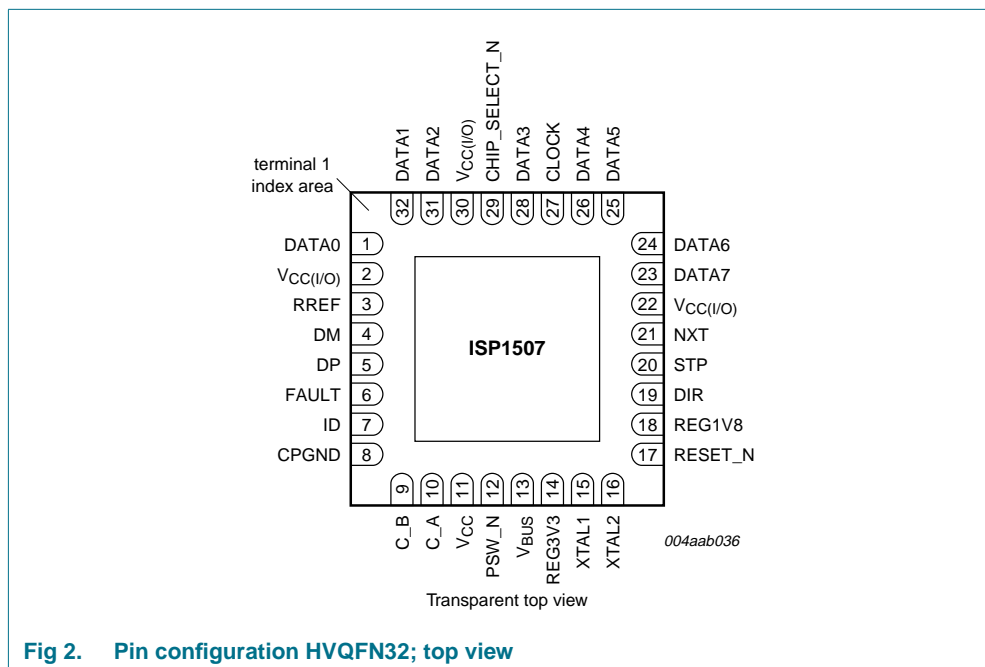 DATA1
DATA2
VCC(I/O)
CHIP_SELECT_N
DATA3
CLOCK
DATA4
DATA5
terminal 1
index area
32
31
30
29
28
27
26
25
DATA0 1
VCC(I/O) 2
RREF 3
DM 4
DP 5
FAULT 6
ID 7
CPGND 8
ISP1507
24 DATA6
23 DATA7
22 VCC(I/O)
21 NXT
20 STP
19 DIR
18 REG1V8
17 RESET_N
9
10
11
12
13
14
15
16
C_B
C_A
VCC
PSW_N
VBUS
REG3V3
XTAL1
XTAL2
004aab036
Transparent top view
Fig 2. Pin configuration HVQFN32; top view